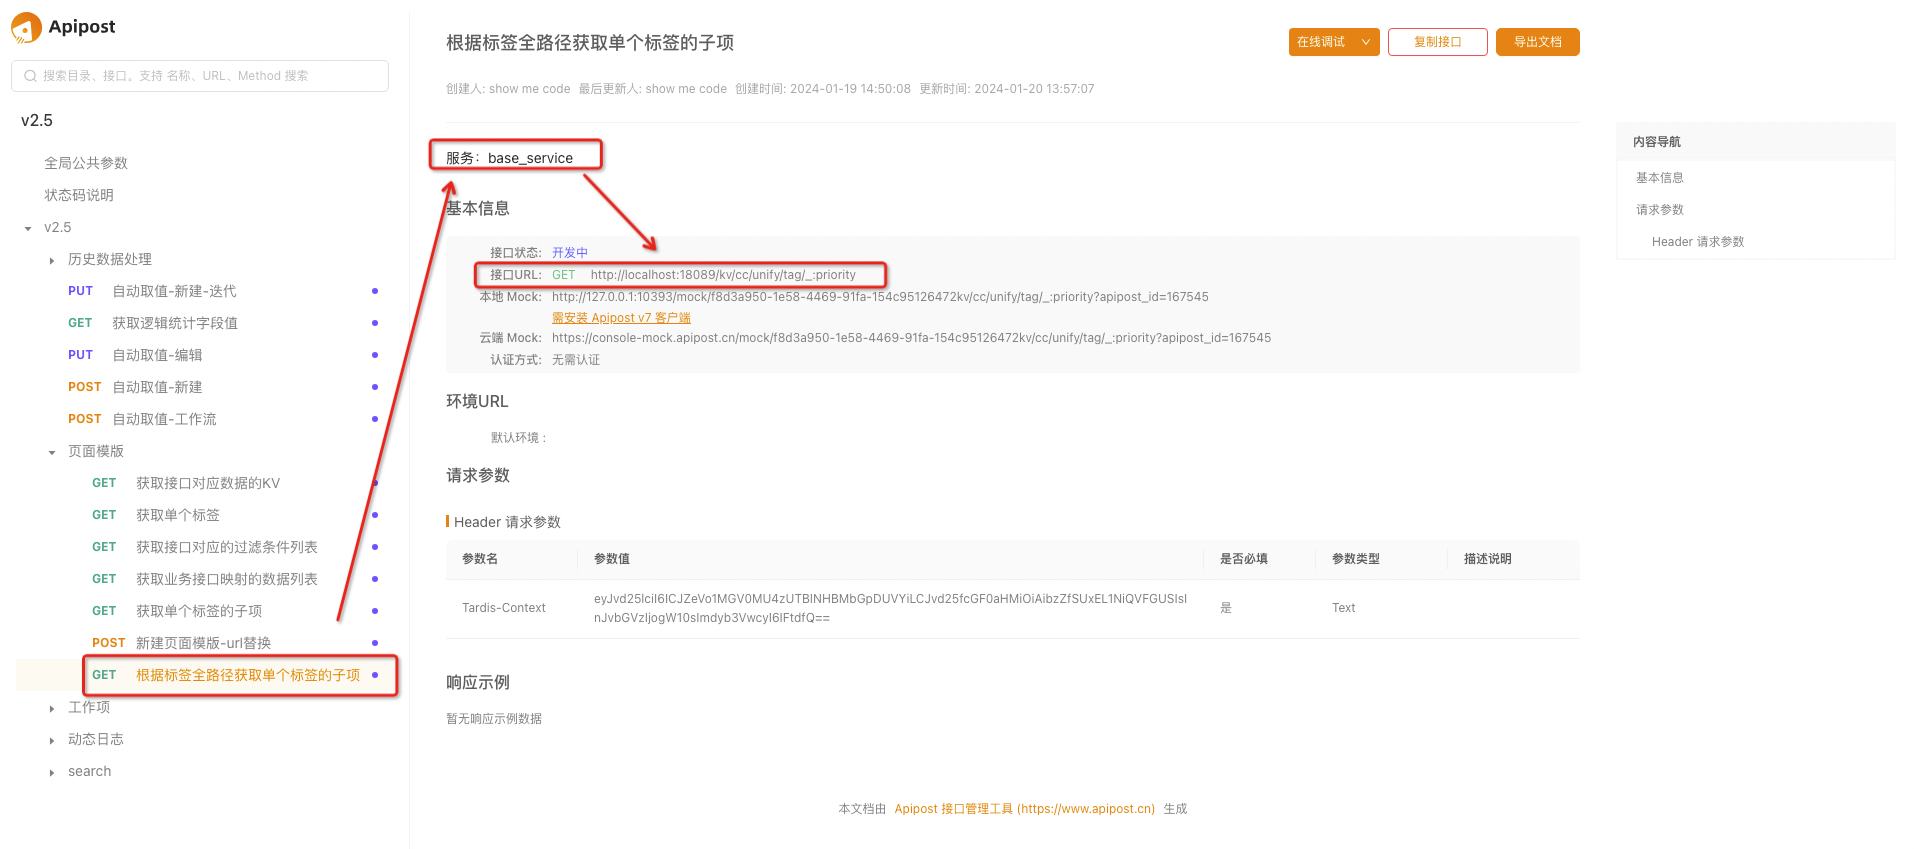 Apipost
搜索目录、接口。支持 名称、URL、Method 搜索
v2.5
全局公共参数
状态码说明
v2.5
历史数据处理
PUT 自动取值-新建-迭代
GET 获取逻辑统计字段值
PUT 自动取值-编辑
POST 自动取值-新建
POST 自动取值-工作流
页面模版
GET 获取接口对应数据的KV
GET 获取单个标签
GET 获取接口对应的过滤条件列表
GET 获取业务接口映射的数据列表
GET 获取单个标签的子项
POST 新建页面模版-url替换
GET 根据标签全路径获取单个标签的子项
工作项
动态日志
search
根据标签全路径获取单个标签的子项
在线调试
复制接口
导出文档
创建人: show me code 最后更新人: show me code 创建时间: 2024-01-19 14:50:08 更新时间: 2024-01-20 13:57:07
服务：base_service
基本信息
接口状态: 开发中
接口URL: GET http://localhost:18089/kv/cc/unify/tag/_:priority
本地 Mock: http://127.0.0.1:10393/mock/f8d3a950-1e58-4469-91fa-154c95126472kv/cc/unify/tag/_:priority?apipost_id=167545
需安装 Apipost v7 客户端
云端 Mock: https://console-mock.apipost.cn/mock/f8d3a950-1e58-4469-91fa-154c95126472kv/cc/unify/tag/_:priority?apipost_id=167545
认证方式: 无需认证
环境URL
默认环境 :
请求参数
Header 请求参数
参数名 参数值 是否必填 参数类型 描述说明
Tardis-Context 是 Text
响应示例
暂无响应示例数据
本文档由 Apipost 接口管理工具 (https://www.apipost.cn) 生成
内容导航
基本信息
请求参数
Header 请求参数